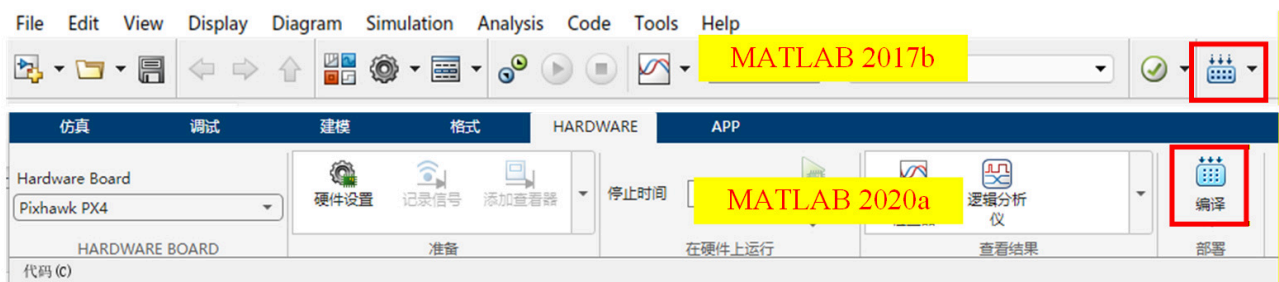 File Edit View Display Diagram Simulation Analysis Code Tools Help
MATLAB 2017b
仿真 调试 建模 格式 HARDWARE APP
Hardware Board
Pixhawk PX4
硬件设置 记录信号 添加查看器
停止时间
MATLAB 2020a
逻辑分析
仪
编译
HARDWARE BOARD 准备 在硬件上运行 查看结果 部署
代码(C)